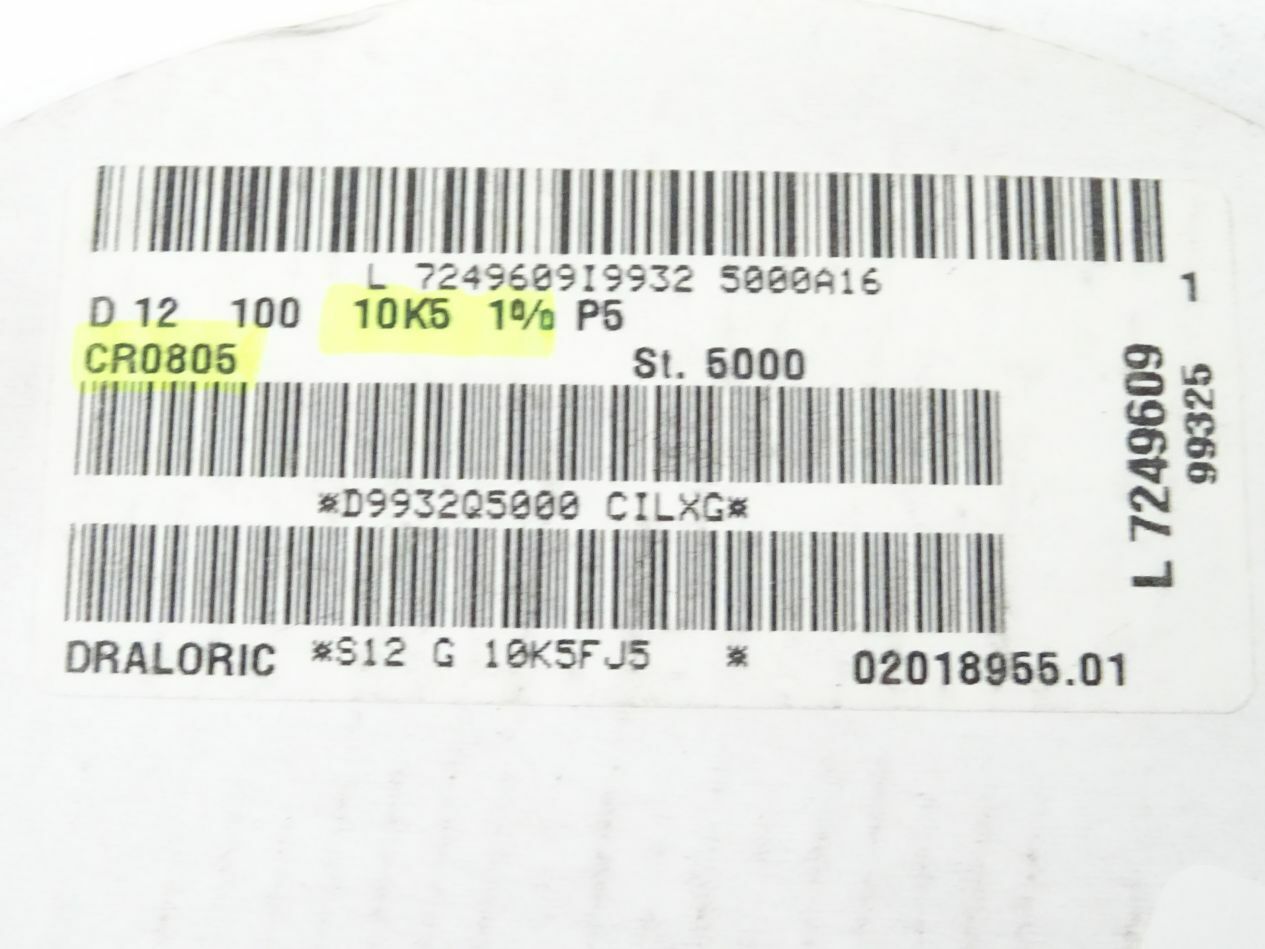 L 7249609I9932 5000A16
1
D 12 100 10K5 1% P5
CR0805 St. 5000
*D9932Q5000 CILXG*
DRALORIC *S12 G 10K5FJ5 *
02018955.01
L 7249609
99325